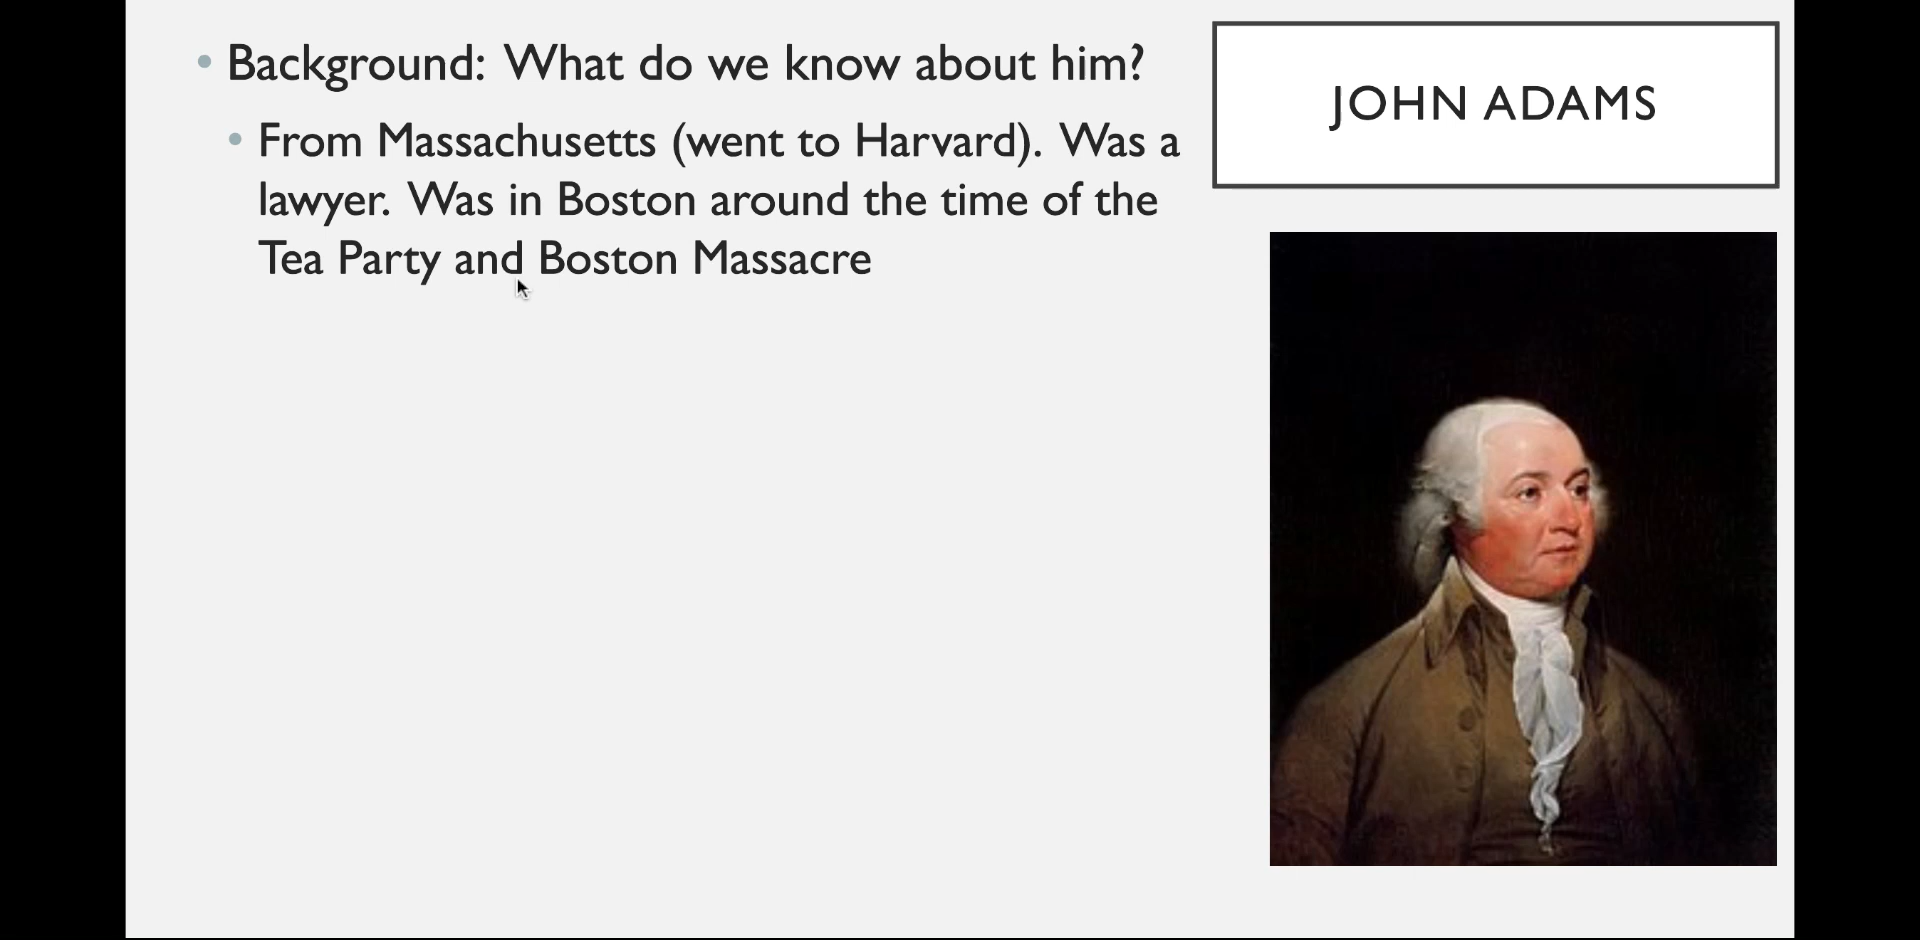 Background: What do we know about him?
From Massachusetts (went to Harvard). Was a
lawyer. Was in Boston around the time of the
Tea Party and Boston Massacre
JOHN ADAMS